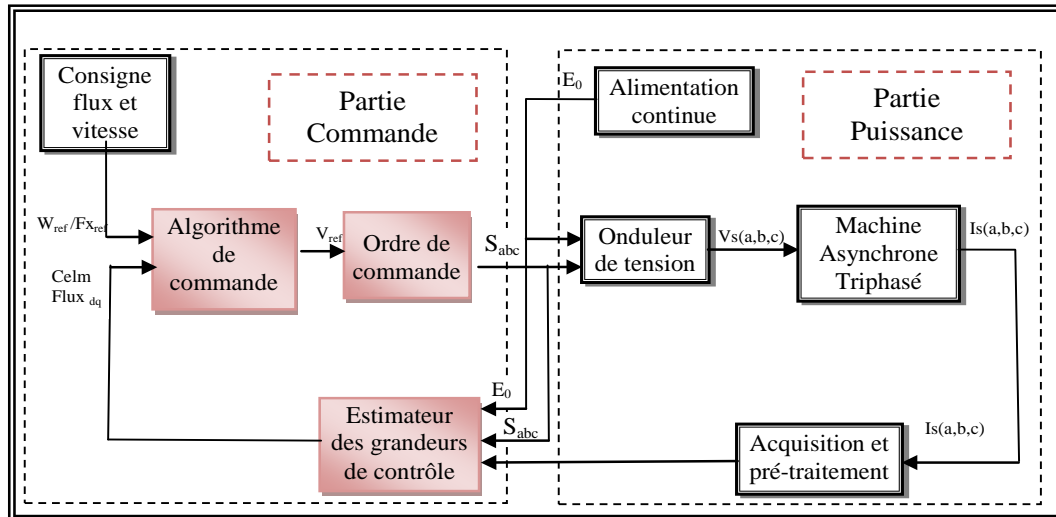 Consigne
flux et
vitesse
Partie
Commande
E0
Alimentation
continue
Partie
Puissance
Wref /Fxref
Algorithme
de
commande
Vref
Ordre de
commande
Sabc
Onduleur
de tension
Vs(a,b,c)
Machine
Asynchrone
Triphasé
Is(a,b,c)
Celm
Flux dq
E0
Sabc
Estimateur
des grandeurs
de contrôle
Acquisition et
pré-traitement
Is(a,b,c)